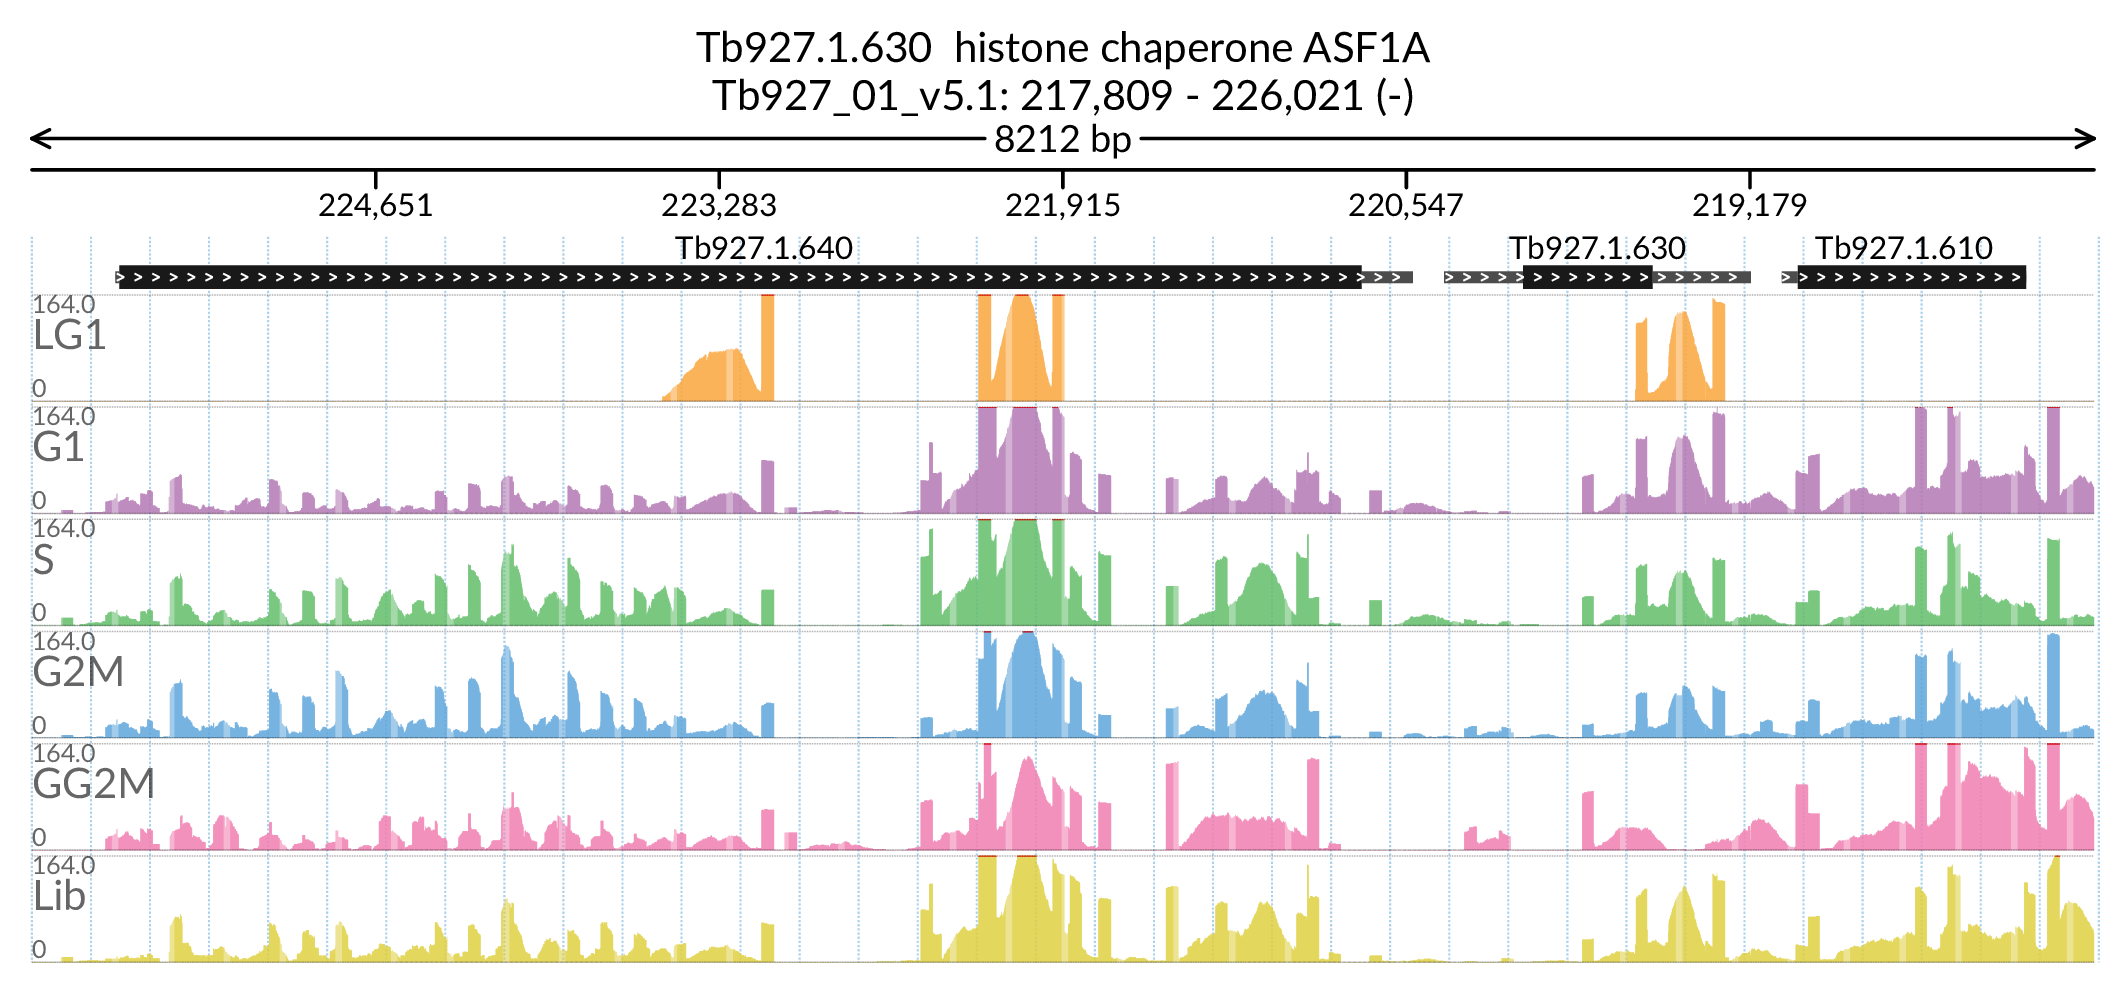 Tb927.1.630  histone chaperone ASF1A
Tb927_01_v5.1: 217,809 - 226,021 (-)
8212 bp
224,651 223,283 221,915 220,547 219,179
Tb927.1.640 Tb927.1.630 Tb927.1.610
164.0
LG1
0
164.0
G1
0
164.0
S
0
164.0
G2M
0
164.0
GG2M
0
164.0
Lib
0